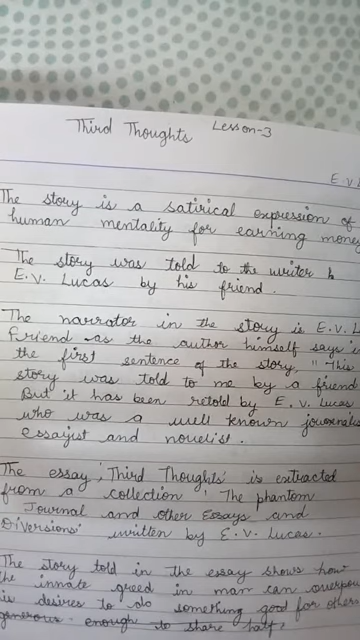 Third Thoughts Lesson-3
E.V.L
The story is a satirical expression of
human mentality for earning money
The story was told to the writer
E.V. Lucas by his friend.
The narrator in the story is E.V. L
Friend as the author himself says i
the first sentence of the story, "This
story was told to me by a friend
But it has been retold by E.V. Lucas
who was a well known journalis
essayist and novelist.
The essay, 'Third Thoughts' is extracted
from a collection 'The phantom
Journal and other Essays and
Diversions' written by E.V. Lucas.
The story told in the essay shows how
the innate greed in man can overpow
is desires to do something good for other
generous enough to share half?